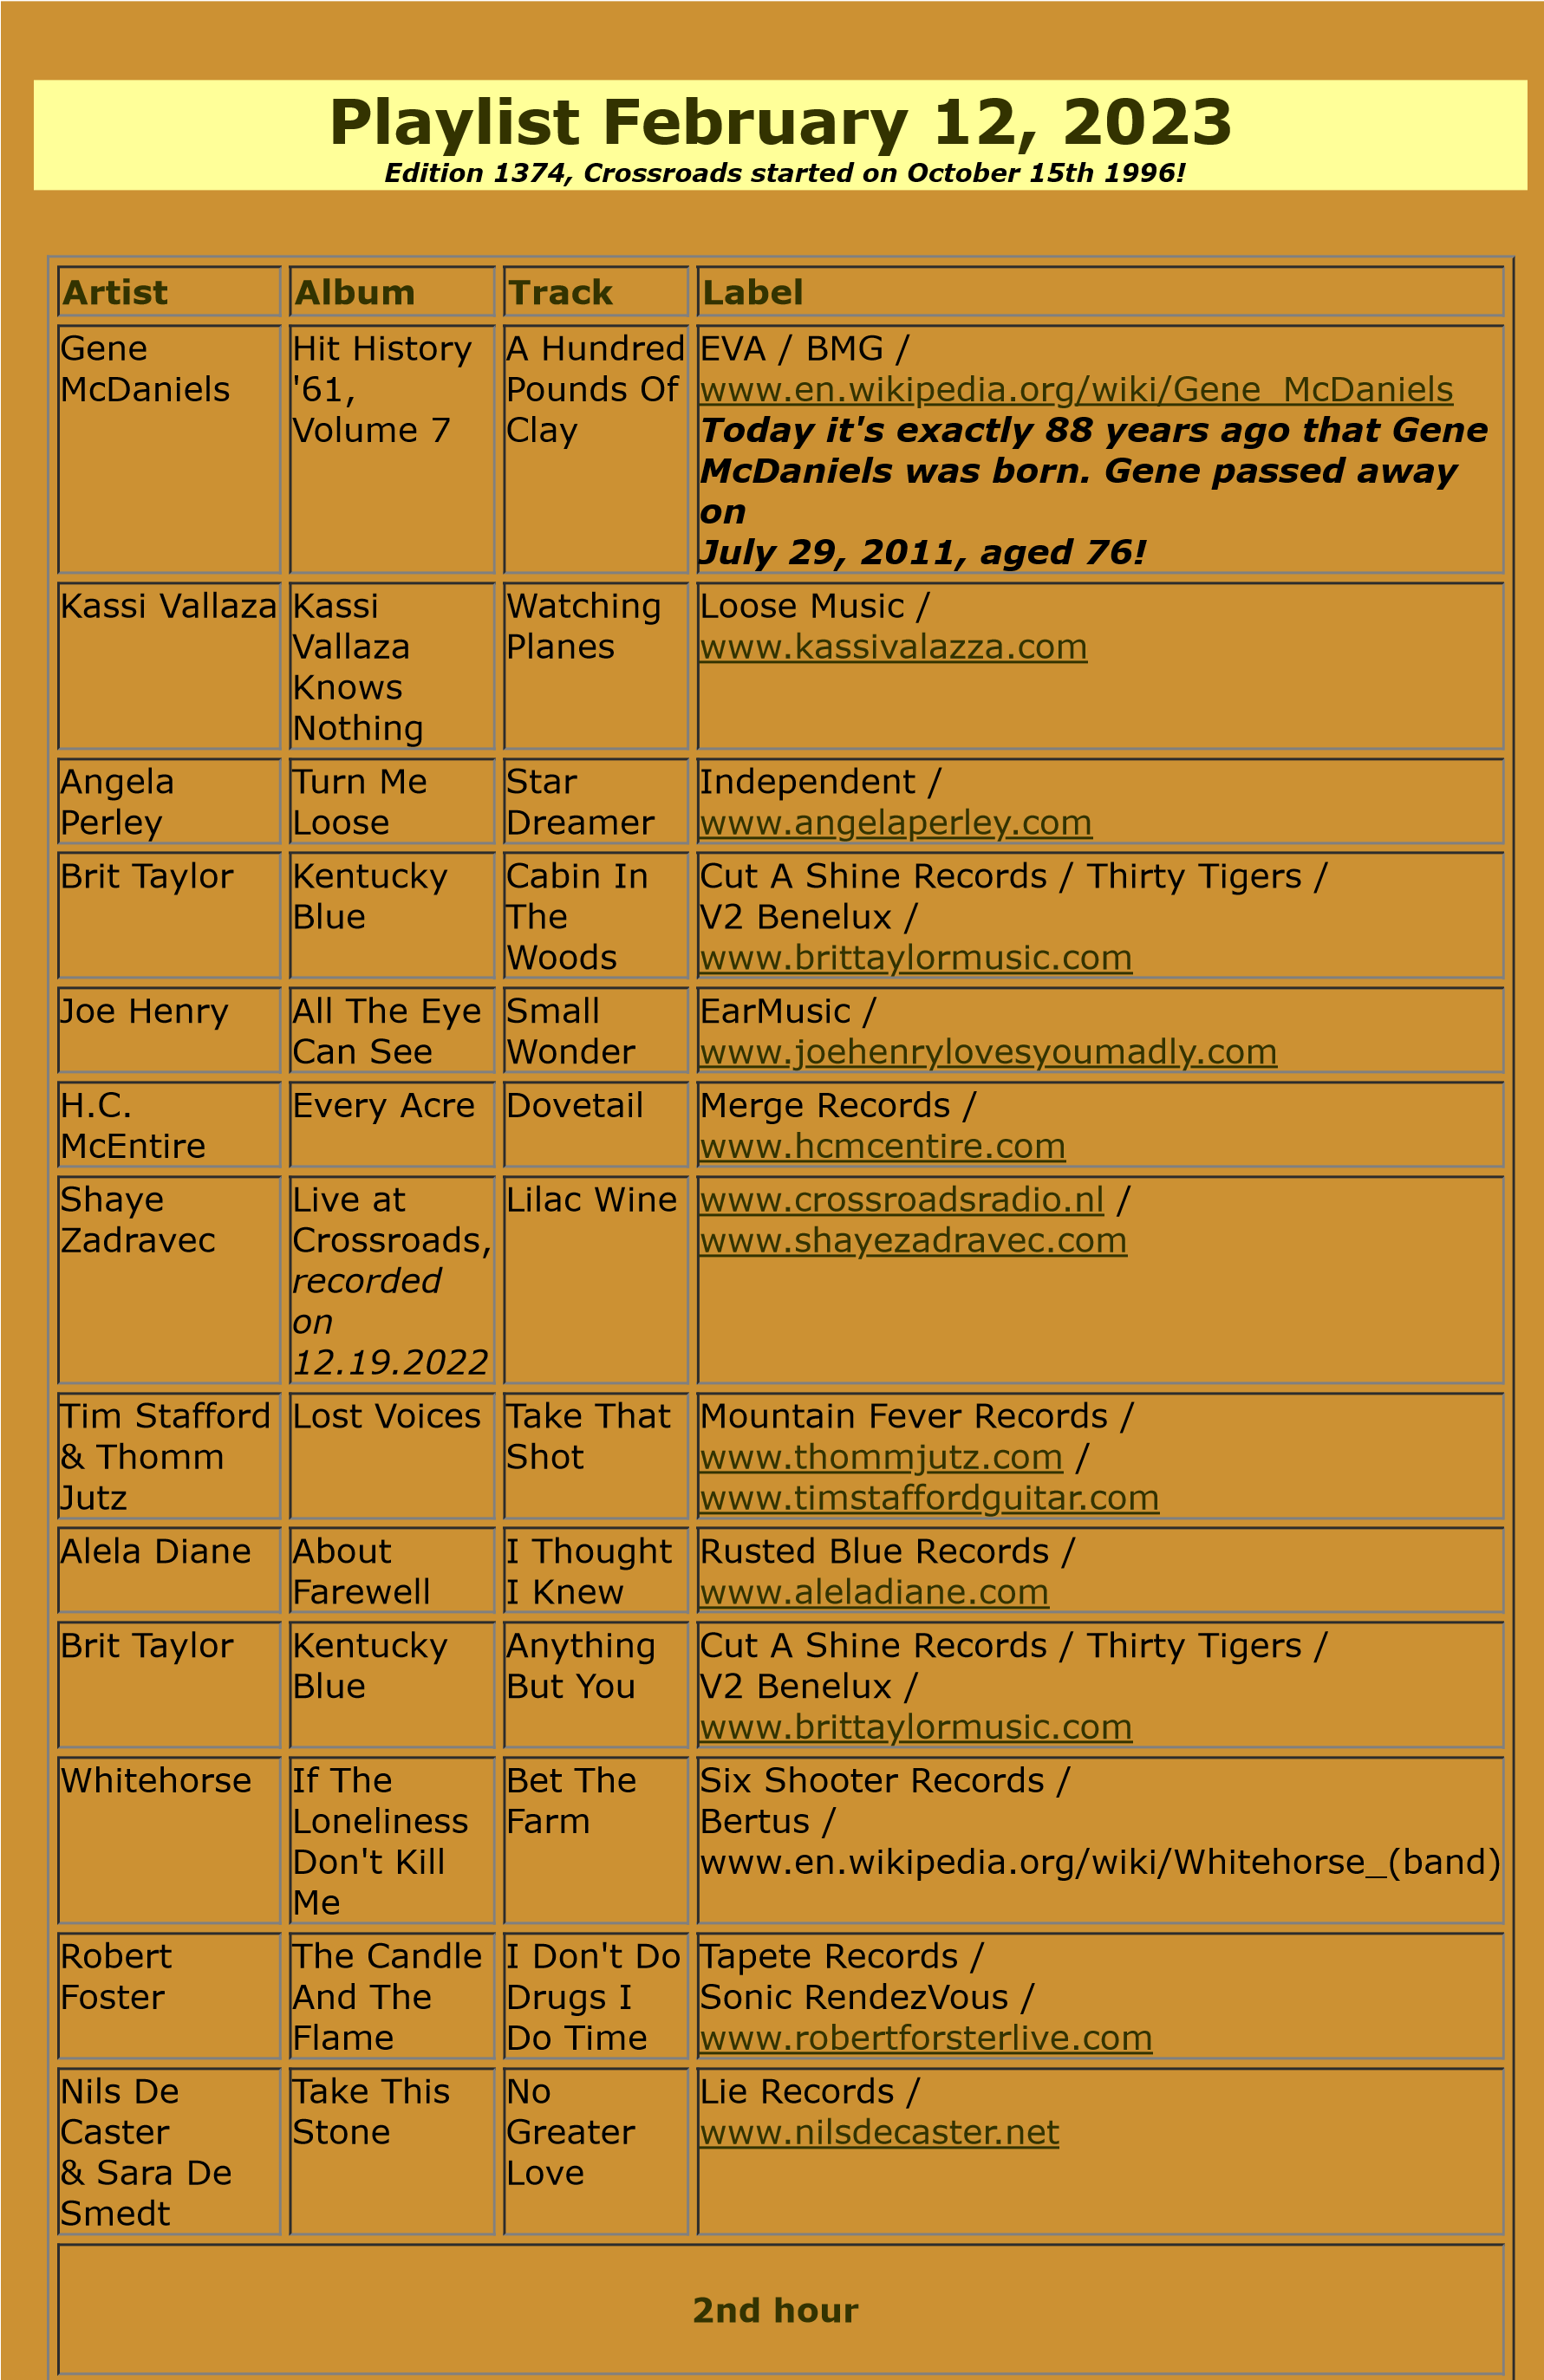 Playlist February 12, 2023
Edition 1374, Crossroads started on October 15th 1996!
Artist
Album
Track
Label
Gene
McDaniels
Hit History
'61,
Volume 7
A Hundred
Pounds Of
Clay
EVA / BMG /
www.en.wikipedia.org/wiki/Gene_McDaniels
Today it's exactly 88 years ago that Gene
McDaniels was born. Gene passed away
on
July 29, 2011, aged 76!
Kassi Vallaza
Kassi
Vallaza
Knows
Nothing
Watching
Planes
Loose Music /
www.kassivalazza.com
Angela
Perley
Turn Me
Loose
Star
Dreamer
Independent /
www.angelaperley.com
Brit Taylor
Kentucky
Blue
Cabin In
The
Woods
Cut A Shine Records / Thirty Tigers /
V2 Benelux /
www.brittaylormusic.com
Joe Henry
All The Eye
Can See
Small
Wonder
EarMusic /
www.joehenrylovesyoumadly.com
H.C.
McEntire
Every Acre
Dovetail
Merge Records /
www.hcmcentire.com
Shaye
Zadravec
Live at
Crossroads,
recorded
on
12.19.2022
Lilac Wine
www.crossroadsradio.nl /
www.shayezadravec.com
Tim Stafford
& Thomm
Jutz
Lost Voices
Take That
Shot
Mountain Fever Records /
www.thommjutz.com /
www.timstaffordguitar.com
Alela Diane
About
Farewell
I Thought
I Knew
Rusted Blue Records /
www.aleladiane.com
Brit Taylor
Kentucky
Blue
Anything
But You
Cut A Shine Records / Thirty Tigers /
V2 Benelux /
www.brittaylormusic.com
Whitehorse
If The
Loneliness
Don't Kill
Me
Bet The
Farm
Six Shooter Records /
Bertus /
www.en.wikipedia.org/wiki/Whitehorse_(band)
Robert
Foster
The Candle
And The
Flame
I Don't Do
Drugs I
Do Time
Tapete Records /
Sonic RendezVous /
www.robertforsterlive.com
Nils De
Caster
& Sara De
Smedt
Take This
Stone
No
Greater
Love
Lie Records /
www.nilsdecaster.net
2nd hour